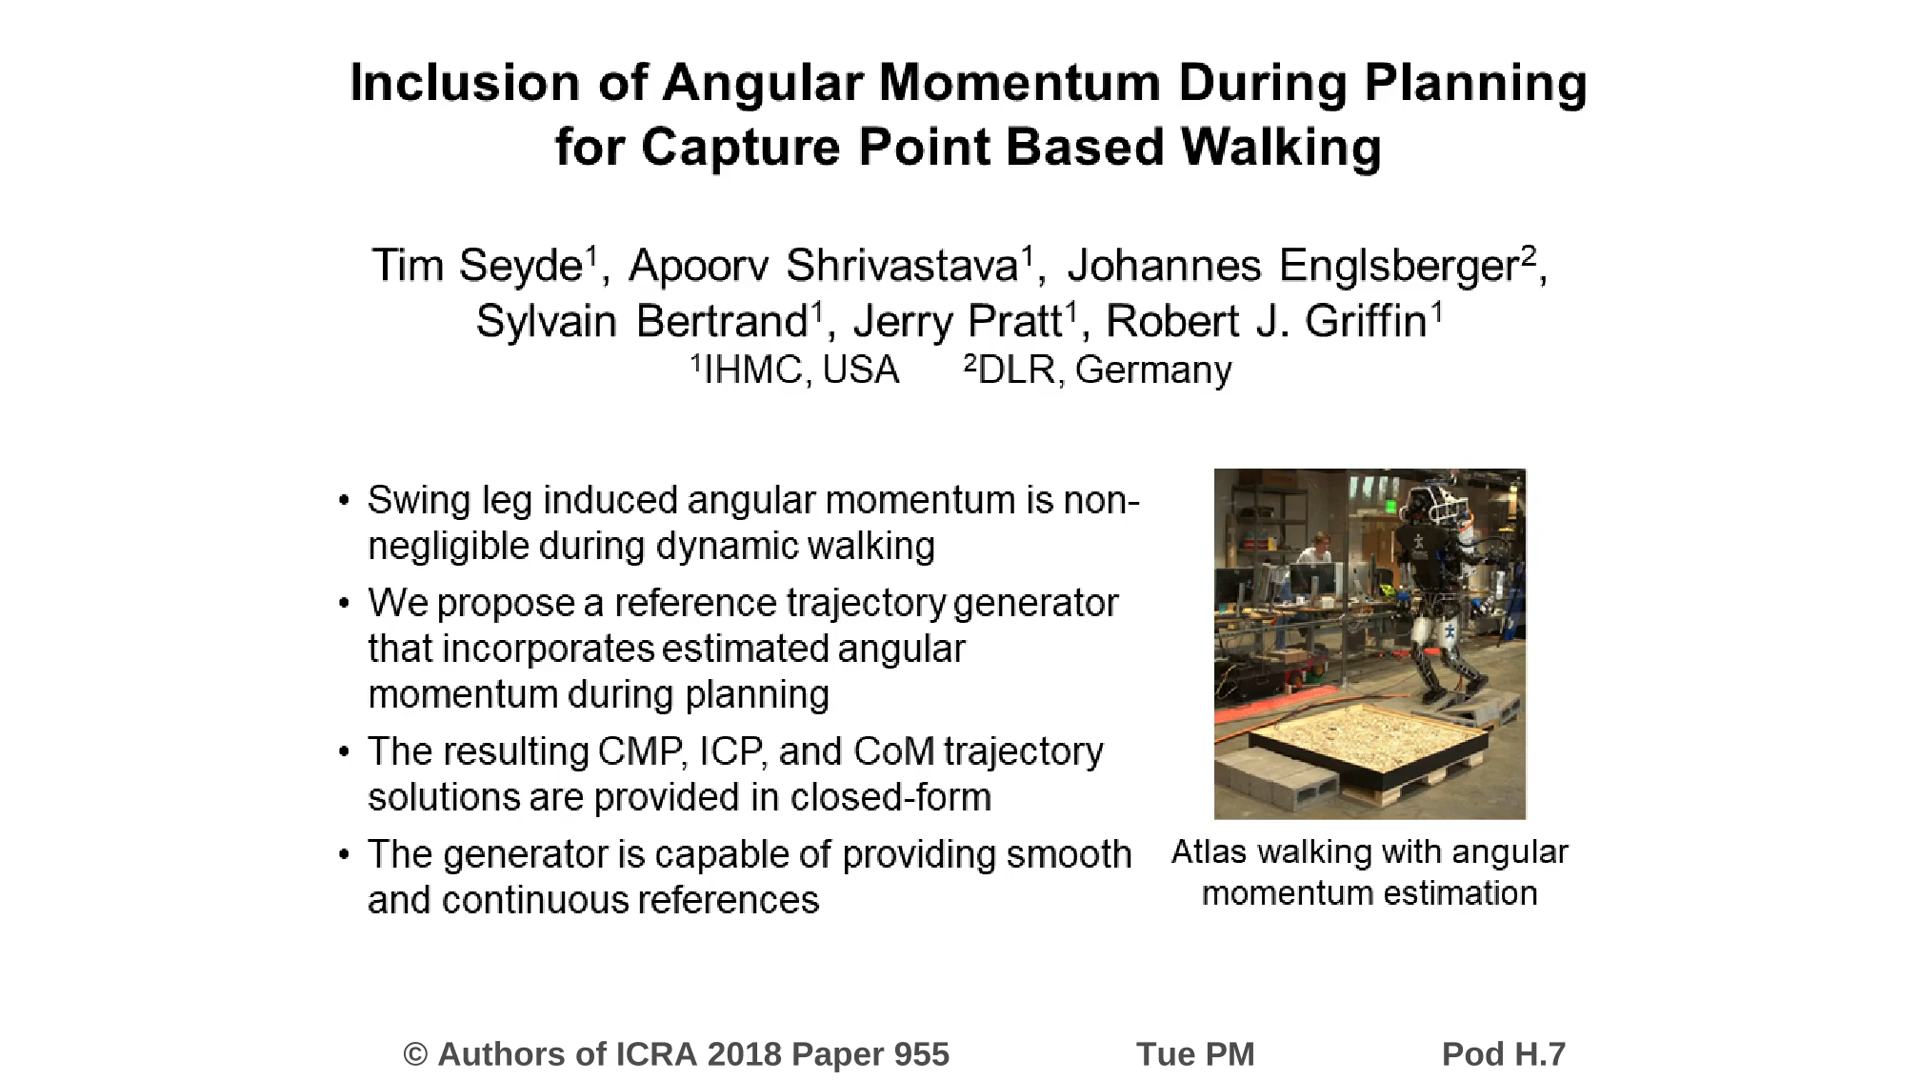 Inclusion of Angular Momentum During Planning
for Capture Point Based Walking
Tim Seyde¹, Apoorv Shrivastava¹, Johannes Englsberger²,
Sylvain Bertrand¹, Jerry Pratt¹, Robert J. Griffin¹
¹IHMC, USA ²DLR, Germany
• Swing leg induced angular momentum is non-
negligible during dynamic walking
• We propose a reference trajectory generator
that incorporates estimated angular
momentum during planning
• The resulting CMP, ICP, and CoM trajectory
solutions are provided in closed-form
• The generator is capable of providing smooth
and continuous references
Atlas walking with angular
momentum estimation
© Authors of ICRA 2018 Paper 955 Tue PM Pod H.7